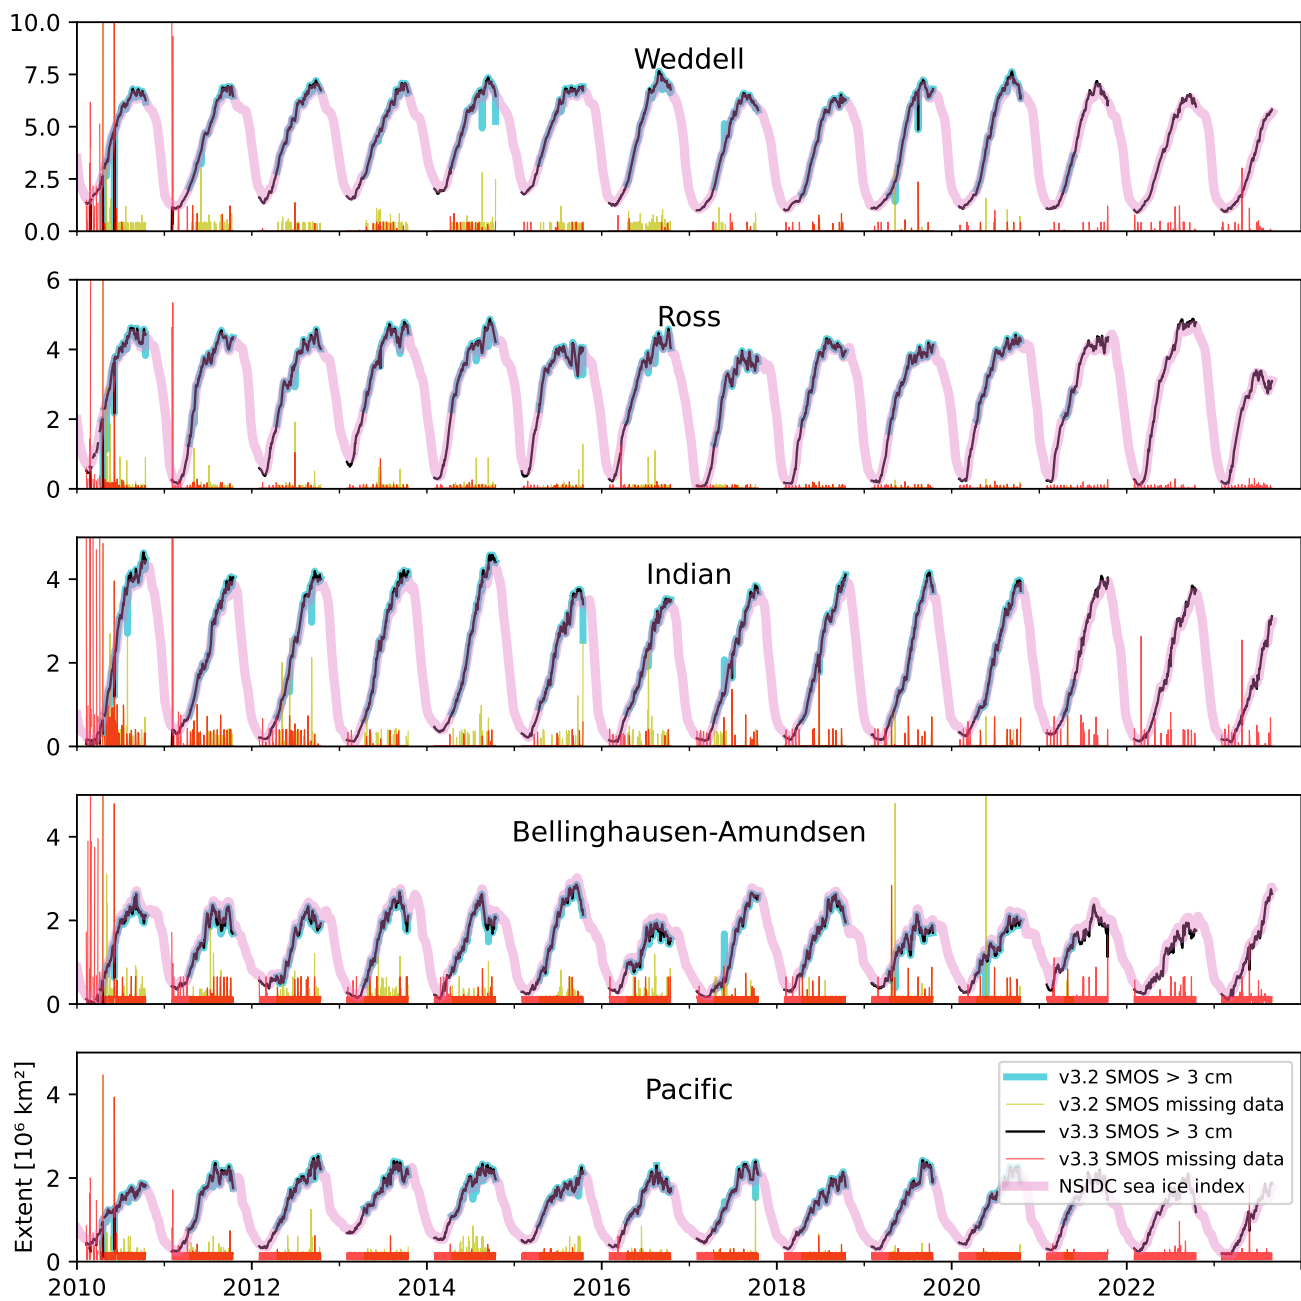 10.0
7.5
5.0
2.5
0.0
Weddell
6
4
2
0
Ross
4
2
0
Indian
4
2
0
Bellinghausen-Amundsen
4
2
0
Pacific
Extent [10⁶ km²]
v3.2 SMOS > 3 cm
v3.2 SMOS missing data
v3.3 SMOS > 3 cm
v3.3 SMOS missing data
NSIDC sea ice index
2010 2012 2014 2016 2018 2020 2022